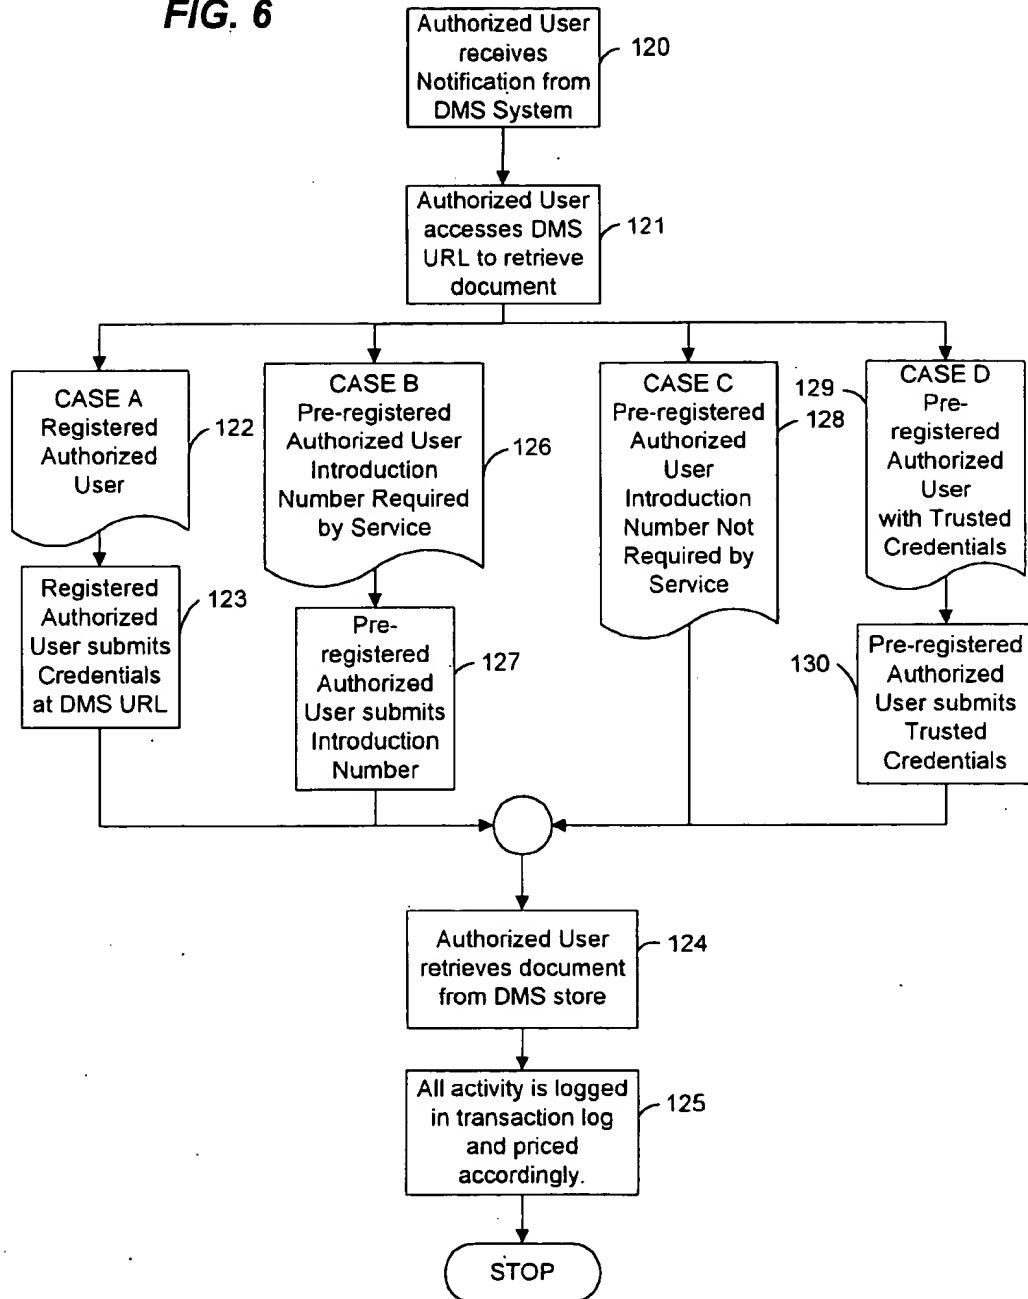 FIG. 6
Authorized User
receives
Notification from
DMS System
120
Authorized User
accesses DMS
URL to retrieve
document
121
CASE A
Registered
Authorized
User
122
CASE B
Pre-registered
Authorized User
Introduction
Number Required
by Service
126
CASE C
Pre-registered
Authorized
User
Introduction
Number Not
Required by
Service
128
129
CASE D
Pre-
registered
Authorized
User
with Trusted
Credentials
Registered
Authorized
User submits
Credentials
at DMS URL
123
Pre-
registered
Authorized
User submits
Introduction
Number
127
130
Pre-registered
Authorized
User submits
Trusted
Credentials
Authorized User
retrieves document
from DMS store
124
All activity is logged
in transaction log
and priced
accordingly.
125
STOP